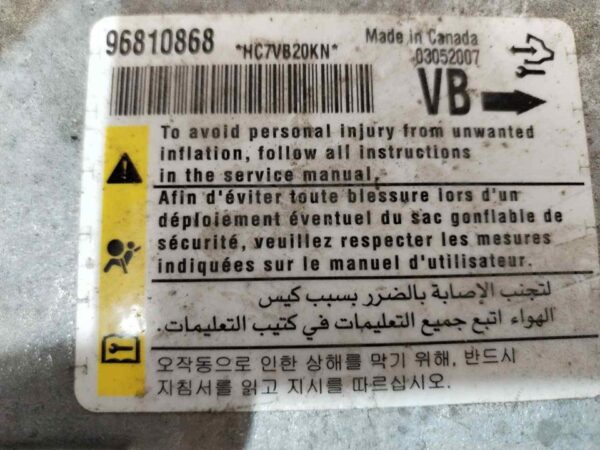 96810868
*HC7VB20KN*
Made in Canada
03052007
VB
To avoid personal injury from unwanted
inflation, follow all instructions
in the service manual,
Afin d'éviter toute blessure lors d'un
déploiement éventuel du sac gonflable de
sécurité, veuillez respecter les mesures
indiquées sur le manuel d'utilisateur.
لتجنب الإصابة بالضرر بسبب كيس
الهواء اتبع جميع التعليمات في كتيب التعليمات.
오작동으로 인한 상해를 막기 위해, 반드시
지침서를 읽고 지시를 따르십시오.